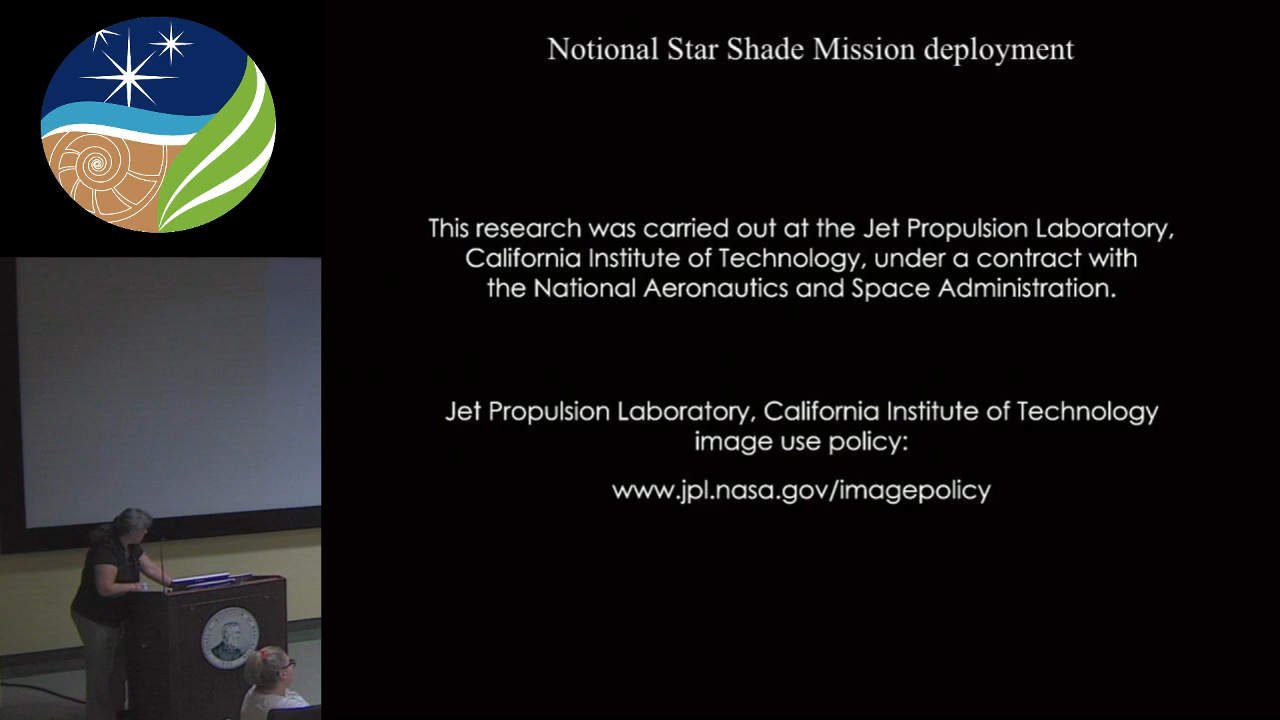 Notional Star Shade Mission deployment
This research was carried out at the Jet Propulsion Laboratory,
California Institute of Technology, under a contract with
the National Aeronautics and Space Administration.
Jet Propulsion Laboratory, California Institute of Technology
image use policy:
www.jpl.nasa.gov/imagepolicy